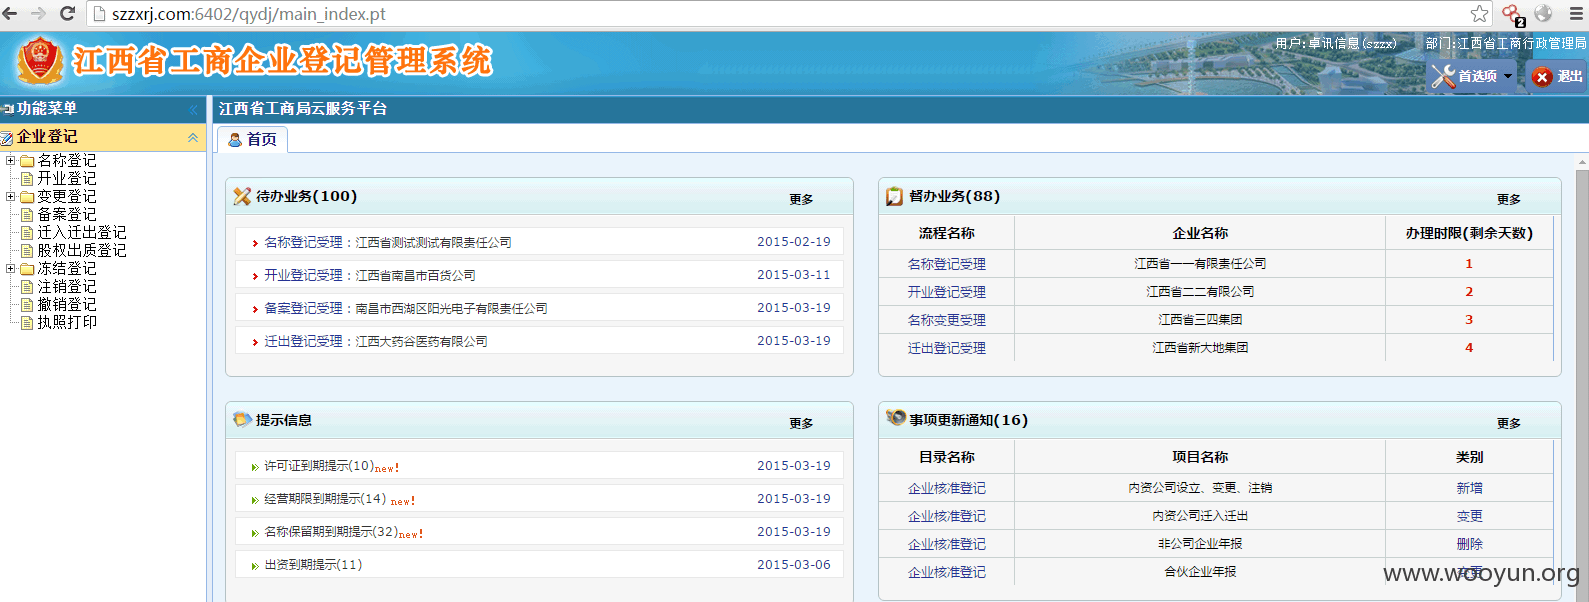 szzxrj.com:6402/qydj/main_index.pt
2
江西省工商企业登记管理系统
用户:卓讯信息(szzx) 部门:江西省工商行政管理局
首选项 退出
功能菜单
企业登记
名称登记
开业登记
变更登记
备案登记
迁入迁出登记
股权出质登记
冻结登记
注销登记
撤销登记
执照打印
江西省工商局云服务平台
首页
待办业务(100) 更多
名称登记受理：江西省测试测试有限责任公司 2015-02-19
开业登记受理：江西省南昌市百货公司 2015-03-11
备案登记受理：南昌市西湖区阳光电子有限责任公司 2015-03-19
迁出登记受理：江西大药谷医药有限公司 2015-03-19
督办业务(88) 更多
流程名称 企业名称 办理时限(剩余天数)
名称登记受理 江西省一一有限责任公司 1
开业登记受理 江西省二二有限公司 2
名称变更受理 江西省三四集团 3
迁出登记受理 江西省新大地集团 4
提示信息 更多
许可证到期提示(10)new! 2015-03-19
经营期限到期提示(14) new! 2015-03-19
名称保留期到期提示(32)new! 2015-03-19
出资到期提示(11) 2015-03-06
事项更新通知(16) 更多
目录名称 项目名称 类别
企业核准登记 内资公司设立、变更、注销 新增
企业核准登记 内资公司迁入迁出 变更
企业核准登记 非公司企业年报 删除
企业核准登记 合伙企业年报 变更
www.wooyun.org